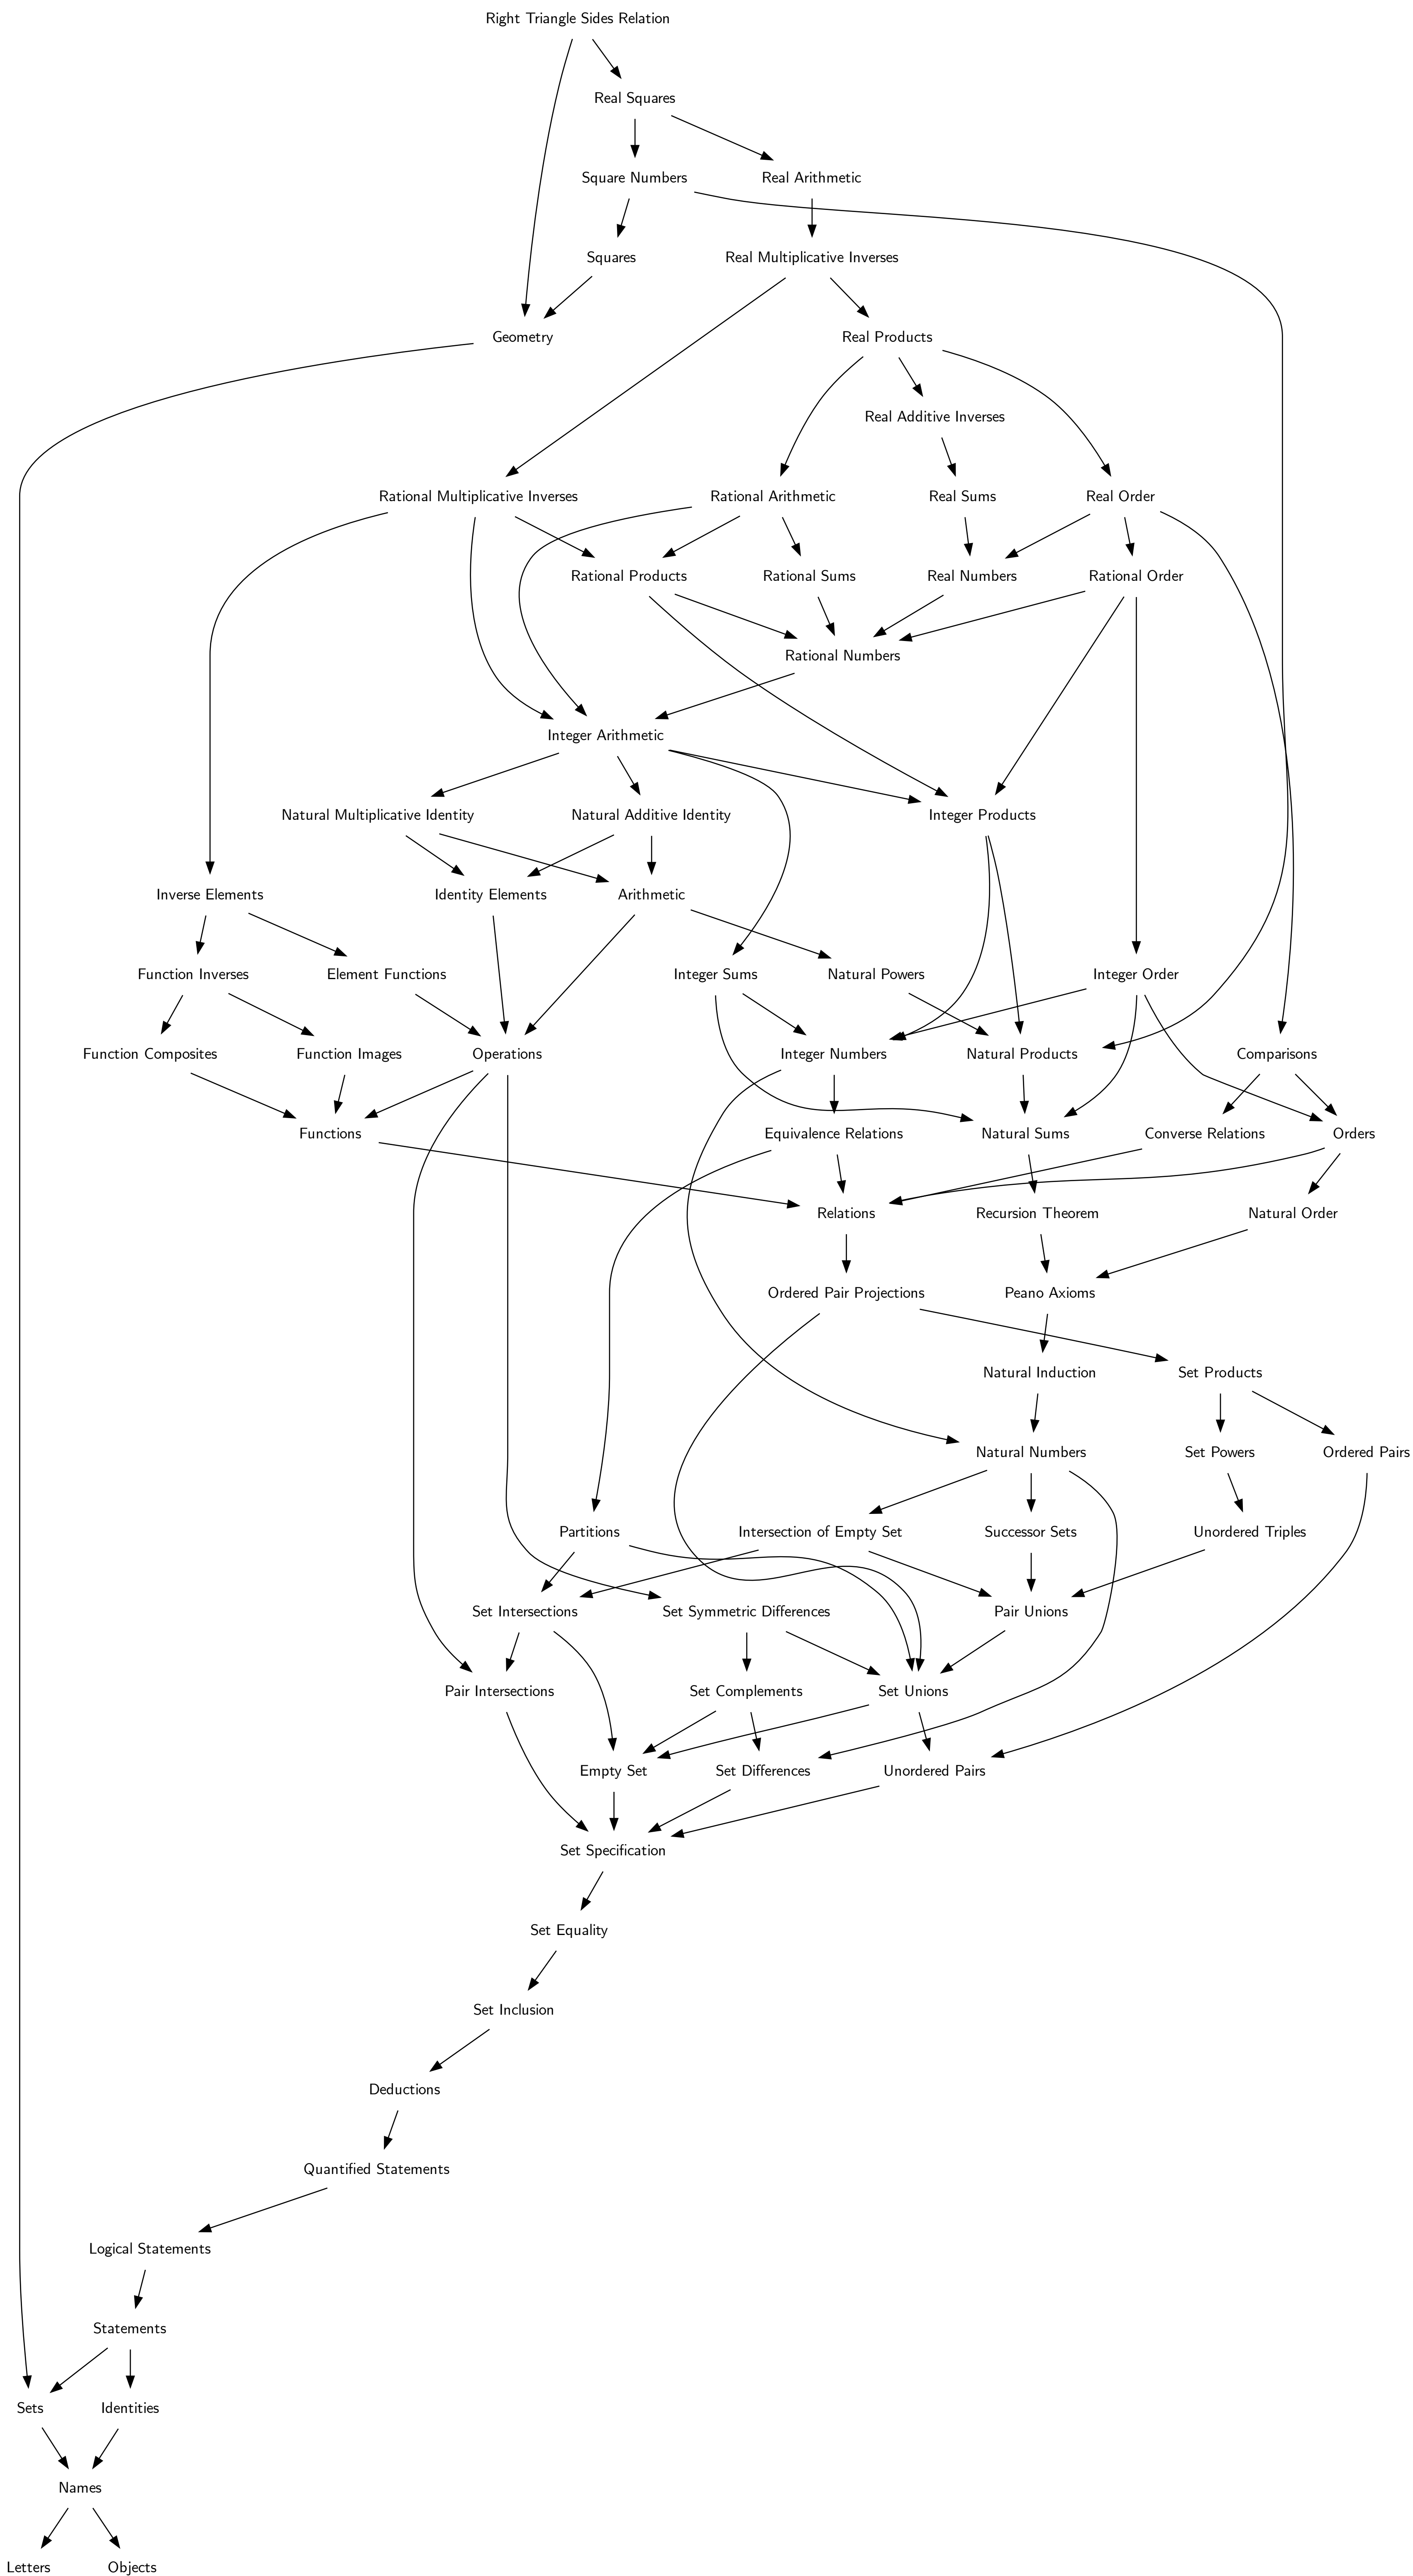 Right Triangle Sides Relation
Real Squares
Square Numbers
Real Arithmetic
Squares
Real Multiplicative Inverses
Geometry
Real Products
Real Additive Inverses
Rational Multiplicative Inverses
Rational Arithmetic
Real Sums
Real Order
Rational Products
Rational Sums
Real Numbers
Rational Order
Rational Numbers
Integer Arithmetic
Natural Multiplicative Identity
Natural Additive Identity
Integer Products
Inverse Elements
Identity Elements
Arithmetic
Function Inverses
Element Functions
Integer Sums
Natural Powers
Integer Order
Function Composites
Function Images
Operations
Integer Numbers
Natural Products
Comparisons
Functions
Equivalence Relations
Natural Sums
Converse Relations
Orders
Relations
Recursion Theorem
Natural Order
Ordered Pair Projections
Peano Axioms
Natural Induction
Set Products
Natural Numbers
Set Powers
Ordered Pairs
Partitions
Intersection of Empty Set
Successor Sets
Unordered Triples
Set Intersections
Set Symmetric Differences
Pair Unions
Pair Intersections
Set Complements
Set Unions
Empty Set
Set Differences
Unordered Pairs
Set Specification
Set Equality
Set Inclusion
Deductions
Quantified Statements
Logical Statements
Statements
Sets
Identities
Names
Letters
Objects